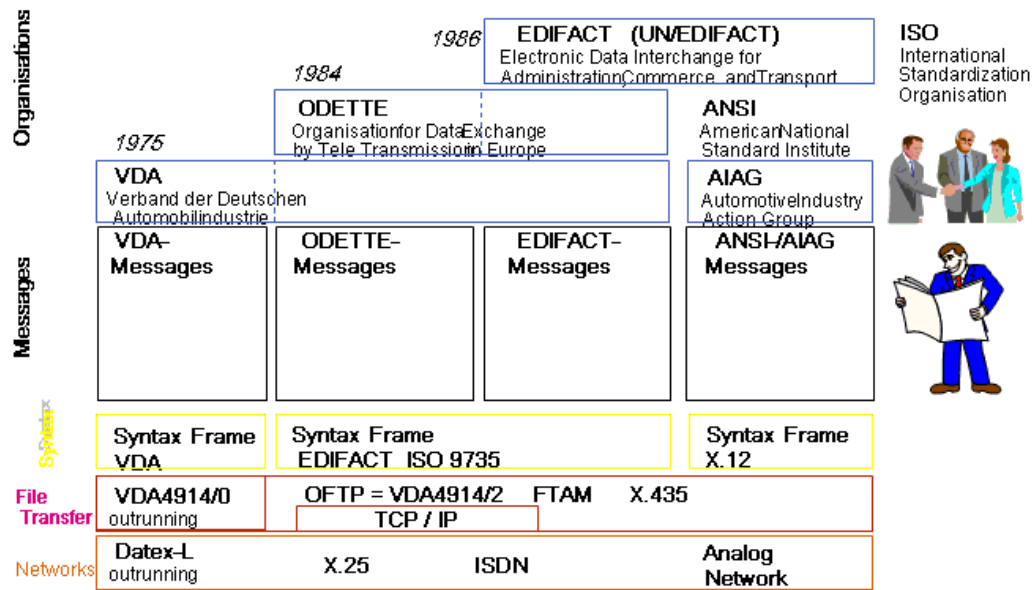 Organisations
1986
EDIFACT (UN/EDIFACT)
Electronic Data Interchange for
Administration,Commerce, andTransport
ISO
International
Standardization
Organisation
1984
ODETTE
Organisationfor DataExchange
by Tele Transmissionin Europe
ANSI
AmericanNational
Standard Institute
1975
VDA
Verband der Deutschen
Automobilindustrie
AIAG
AutomotiveIndustry
Action Group
Messages
VDA-
Messages
ODETTE-
Messages
EDIFACT-
Messages
ANSI-/AIAG
Messages
Syntax
Syntax Frame
VDA
Syntax Frame
EDIFACT ISO 9735
Syntax Frame
X.12
File
Transfer
VDA4914/0
outrunning
OFTP = VDA4914/2 FTAM X.435
TCP / IP
Networks
Datex-L
outrunning
X.25
ISDN
Analog
Network